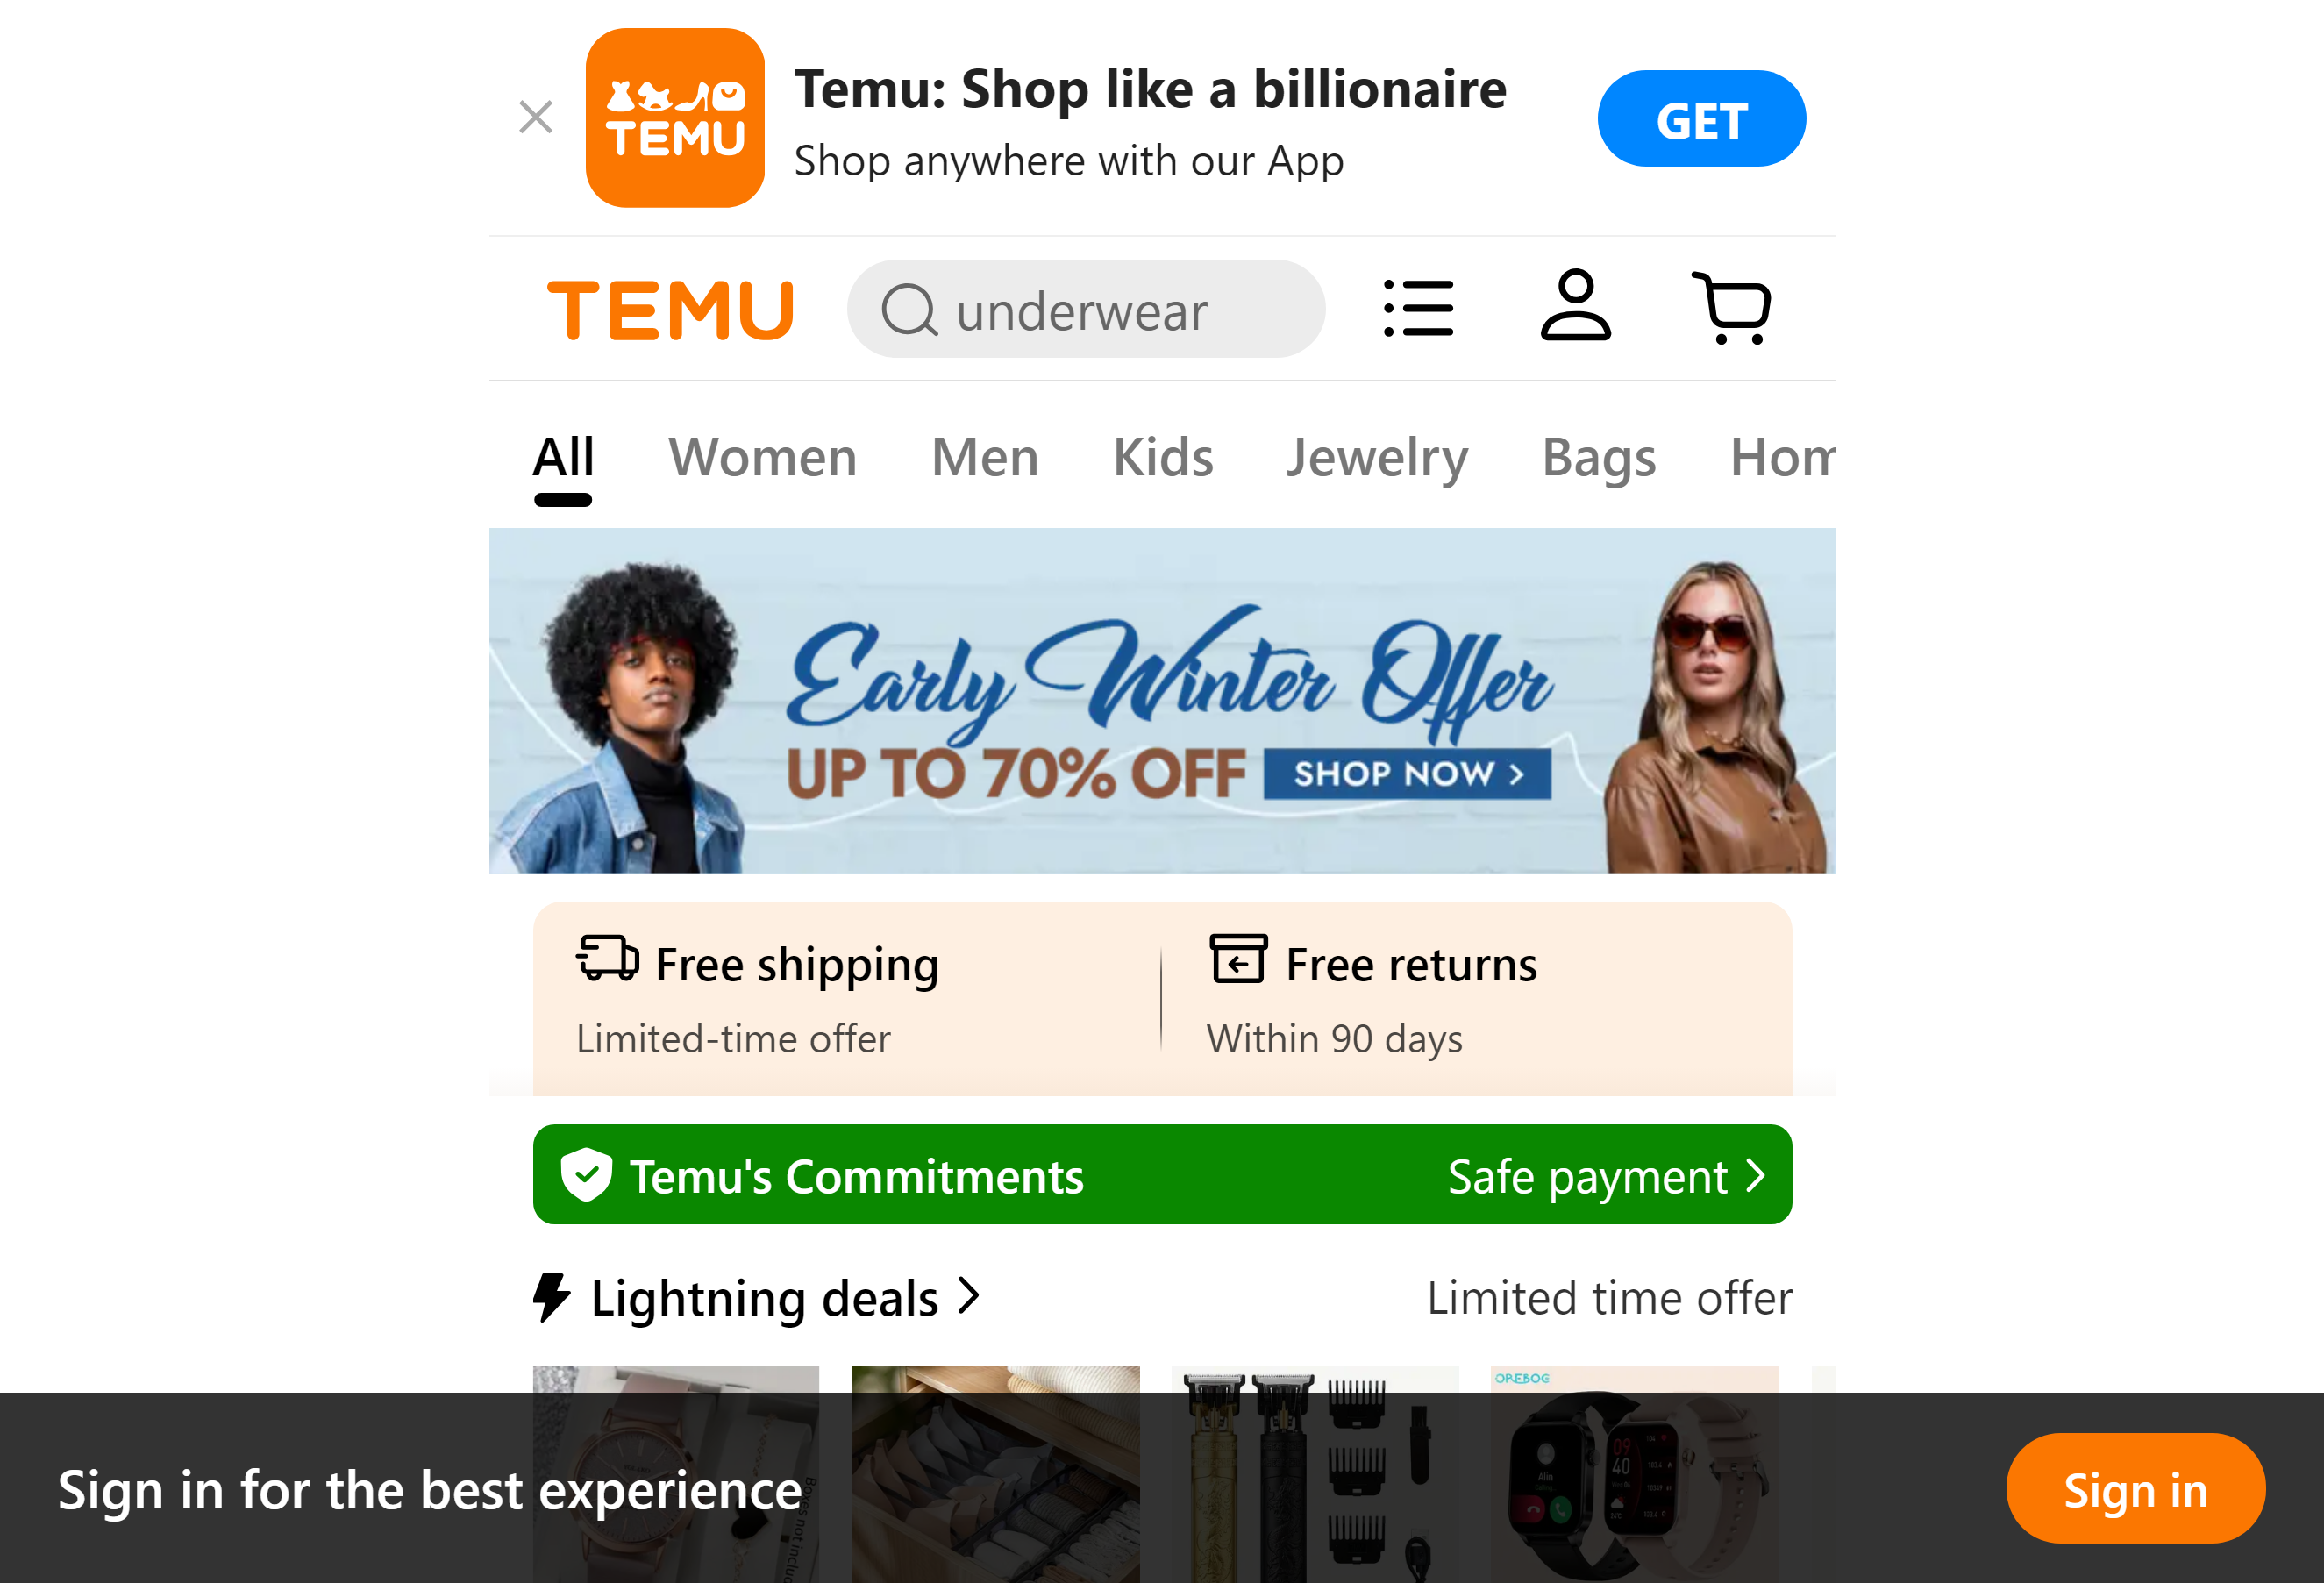 TEMU
Temu: Shop like a billionaire
Shop anywhere with our App
GET
TEMU
underwear
All Women Men Kids Jewelry Bags Hom
Early Winter Offer
UP TO 70% OFF SHOP NOW >
Free shipping
Limited-time offer
Free returns
Within 90 days
Temu's Commitments
Safe payment >
Lightning deals >
Limited time offer
OREBOG
Alin
09
40
Sign in for the best experience
Sign in